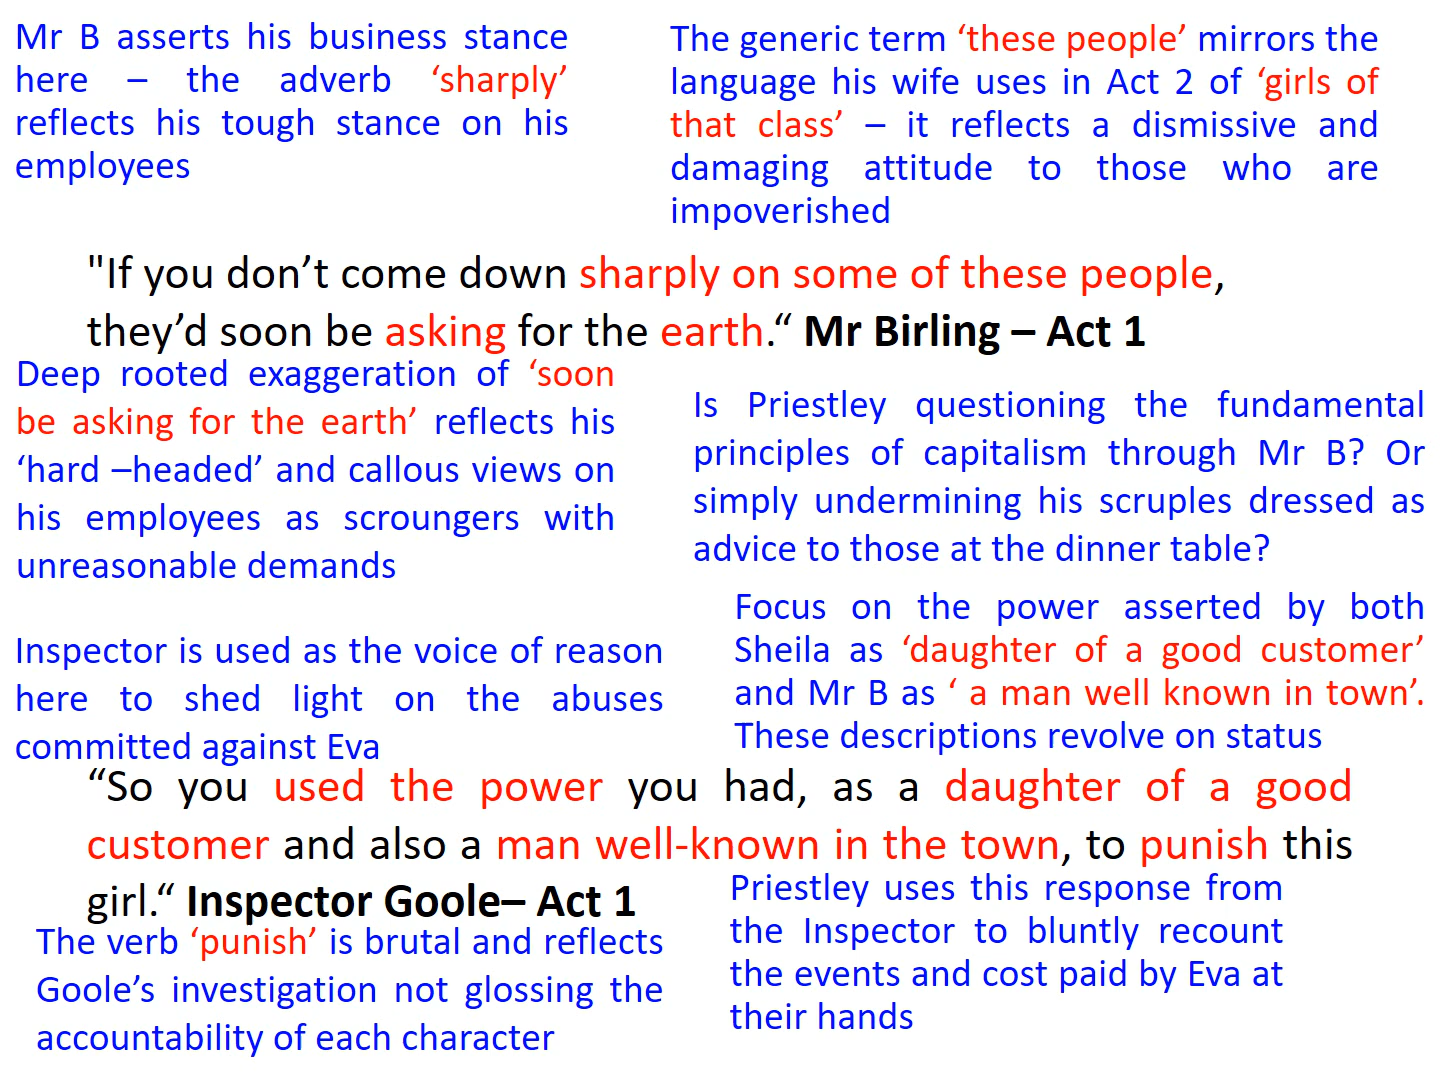 Mr B asserts his business stance
here – the adverb ‘sharply’
reflects his tough stance on his
employees
The generic term ‘these people’ mirrors the
language his wife uses in Act 2 of ‘girls of
that class’ – it reflects a dismissive and
damaging attitude to those who are
impoverished
"If you don’t come down sharply on some of these people,
they’d soon be asking for the earth.“ Mr Birling – Act 1
Deep rooted exaggeration of ‘soon
be asking for the earth’ reflects his
‘hard –headed’ and callous views on
his employees as scroungers with
unreasonable demands
Is Priestley questioning the fundamental
principles of capitalism through Mr B? Or
simply undermining his scruples dressed as
advice to those at the dinner table?
Inspector is used as the voice of reason
here to shed light on the abuses
committed against Eva
Focus on the power asserted by both
Sheila as ‘daughter of a good customer’
and Mr B as ‘ a man well known in town’.
These descriptions revolve on status
“So you used the power you had, as a daughter of a good
customer and also a man well-known in the town, to punish this
girl.“ Inspector Goole– Act 1
The verb ‘punish’ is brutal and reflects
Goole’s investigation not glossing the
accountability of each character
Priestley uses this response from
the Inspector to bluntly recount
the events and cost paid by Eva at
their hands